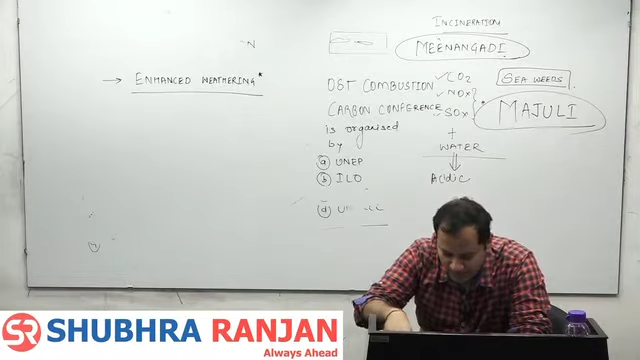 N
→ ENHANCED WEATHERING*
INCINERATION
MEENANGADI
O&T COMBUSTION
CARBON CONFERENCE
is organised
by
ⓐ UNEP
ⓑ ILO
ⓓ
✓ CO2
✓ NOx
✓ SOx
+
WATER
⇓
Acidic
SEA WEEDS
MAJULI
SR SHUBHRA RANJAN
Always Ahead